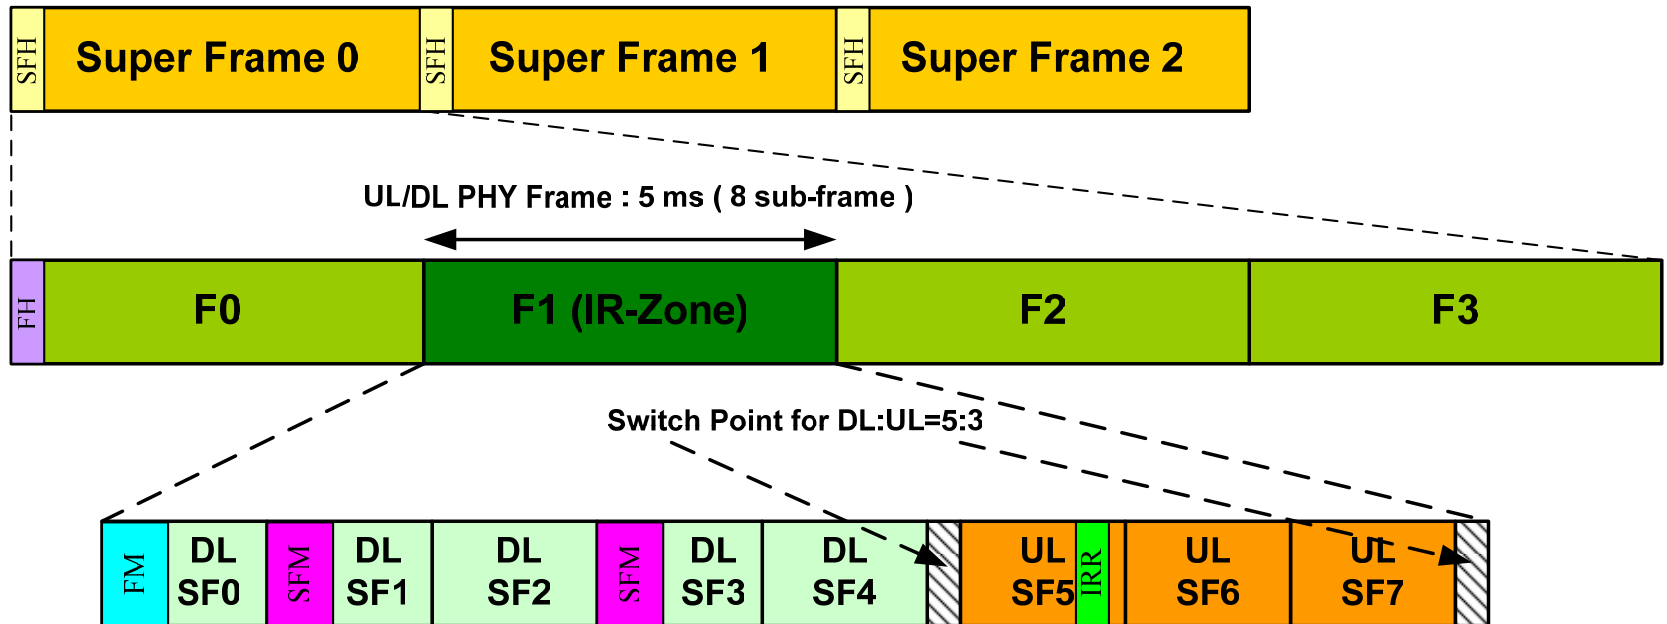 SFH Super Frame 0 SFH Super Frame 1 SFH Super Frame 2
UL/DL PHY Frame : 5 ms ( 8 sub-frame )
FH F0 F1 (IR-Zone) F2 F3
Switch Point for DL:UL=5:3
FM DL SFM DL DL SFM DL DL UL IRR UL UL
SF0 SF1 SF2 SF3 SF4 SF5 SF6 SF7